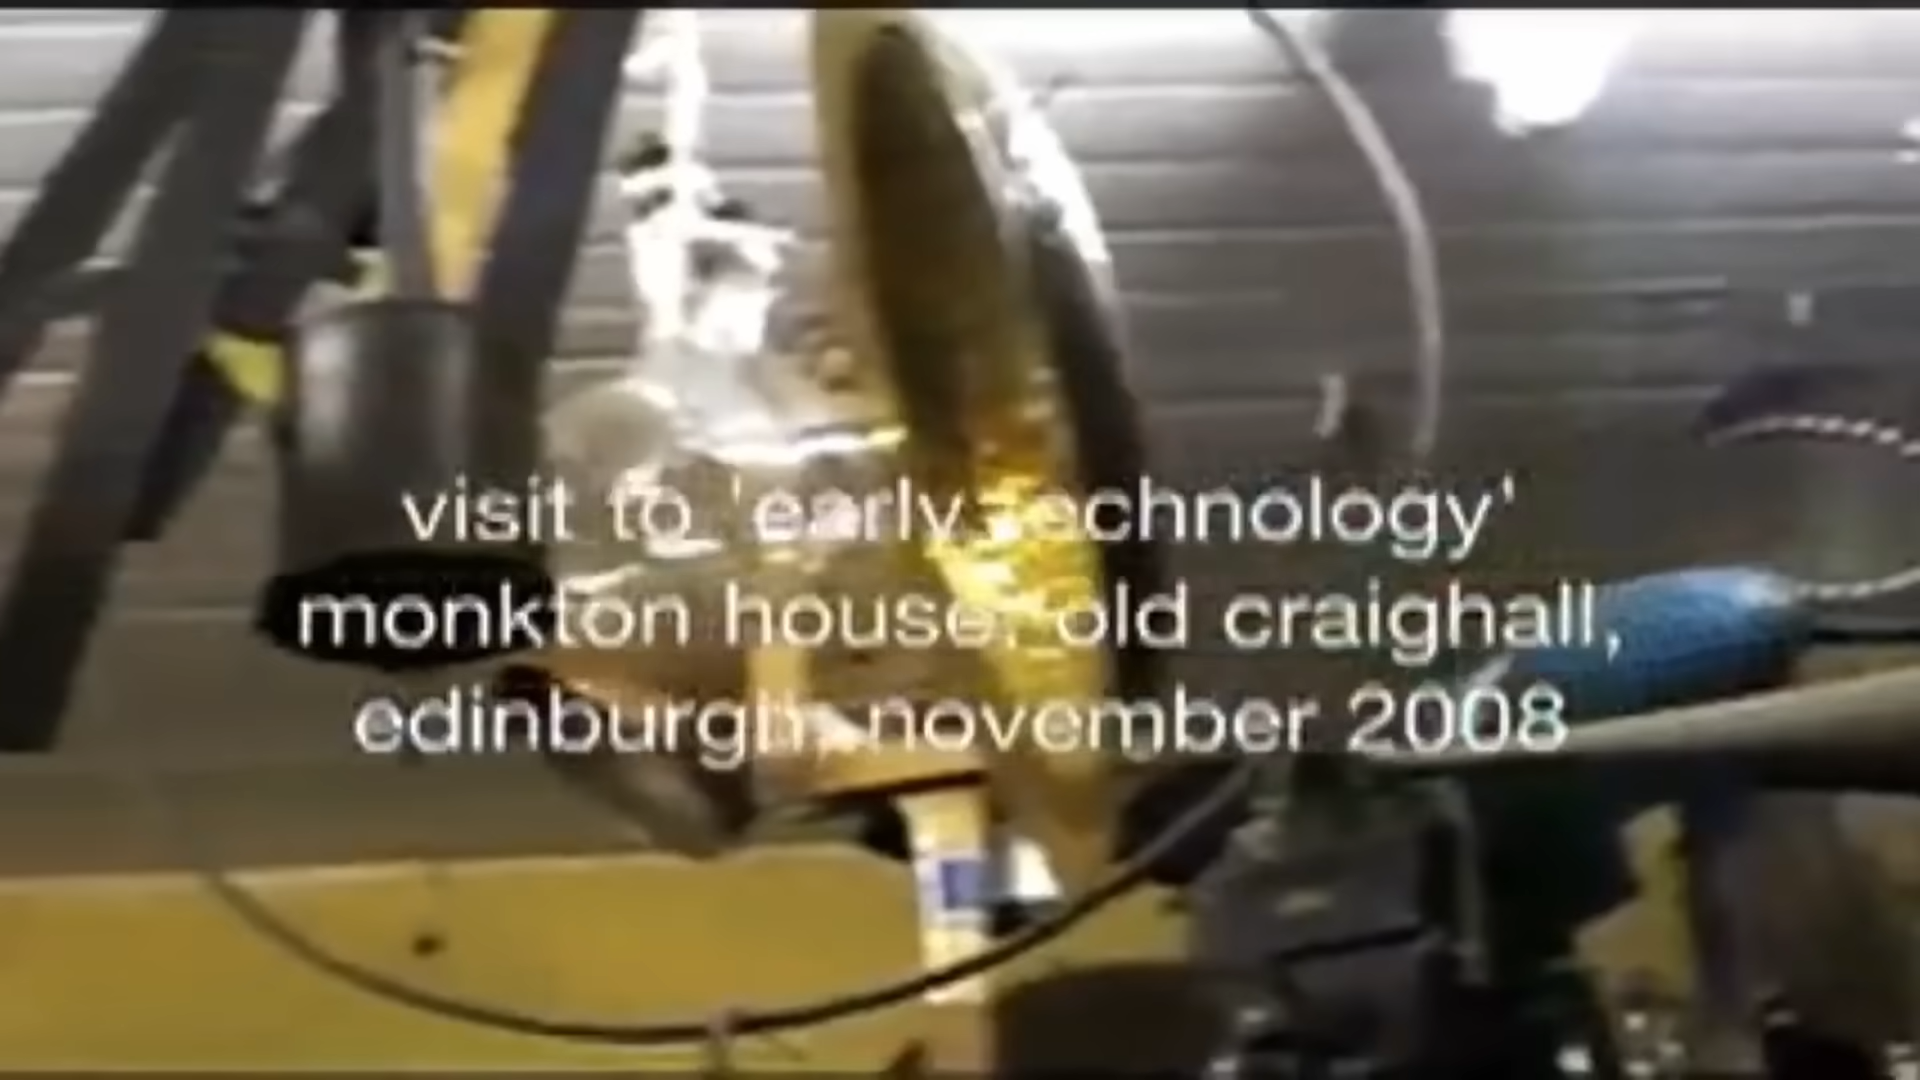 visit to 'early technology'
monkton house, old craighall,
edinburgh, november 2008